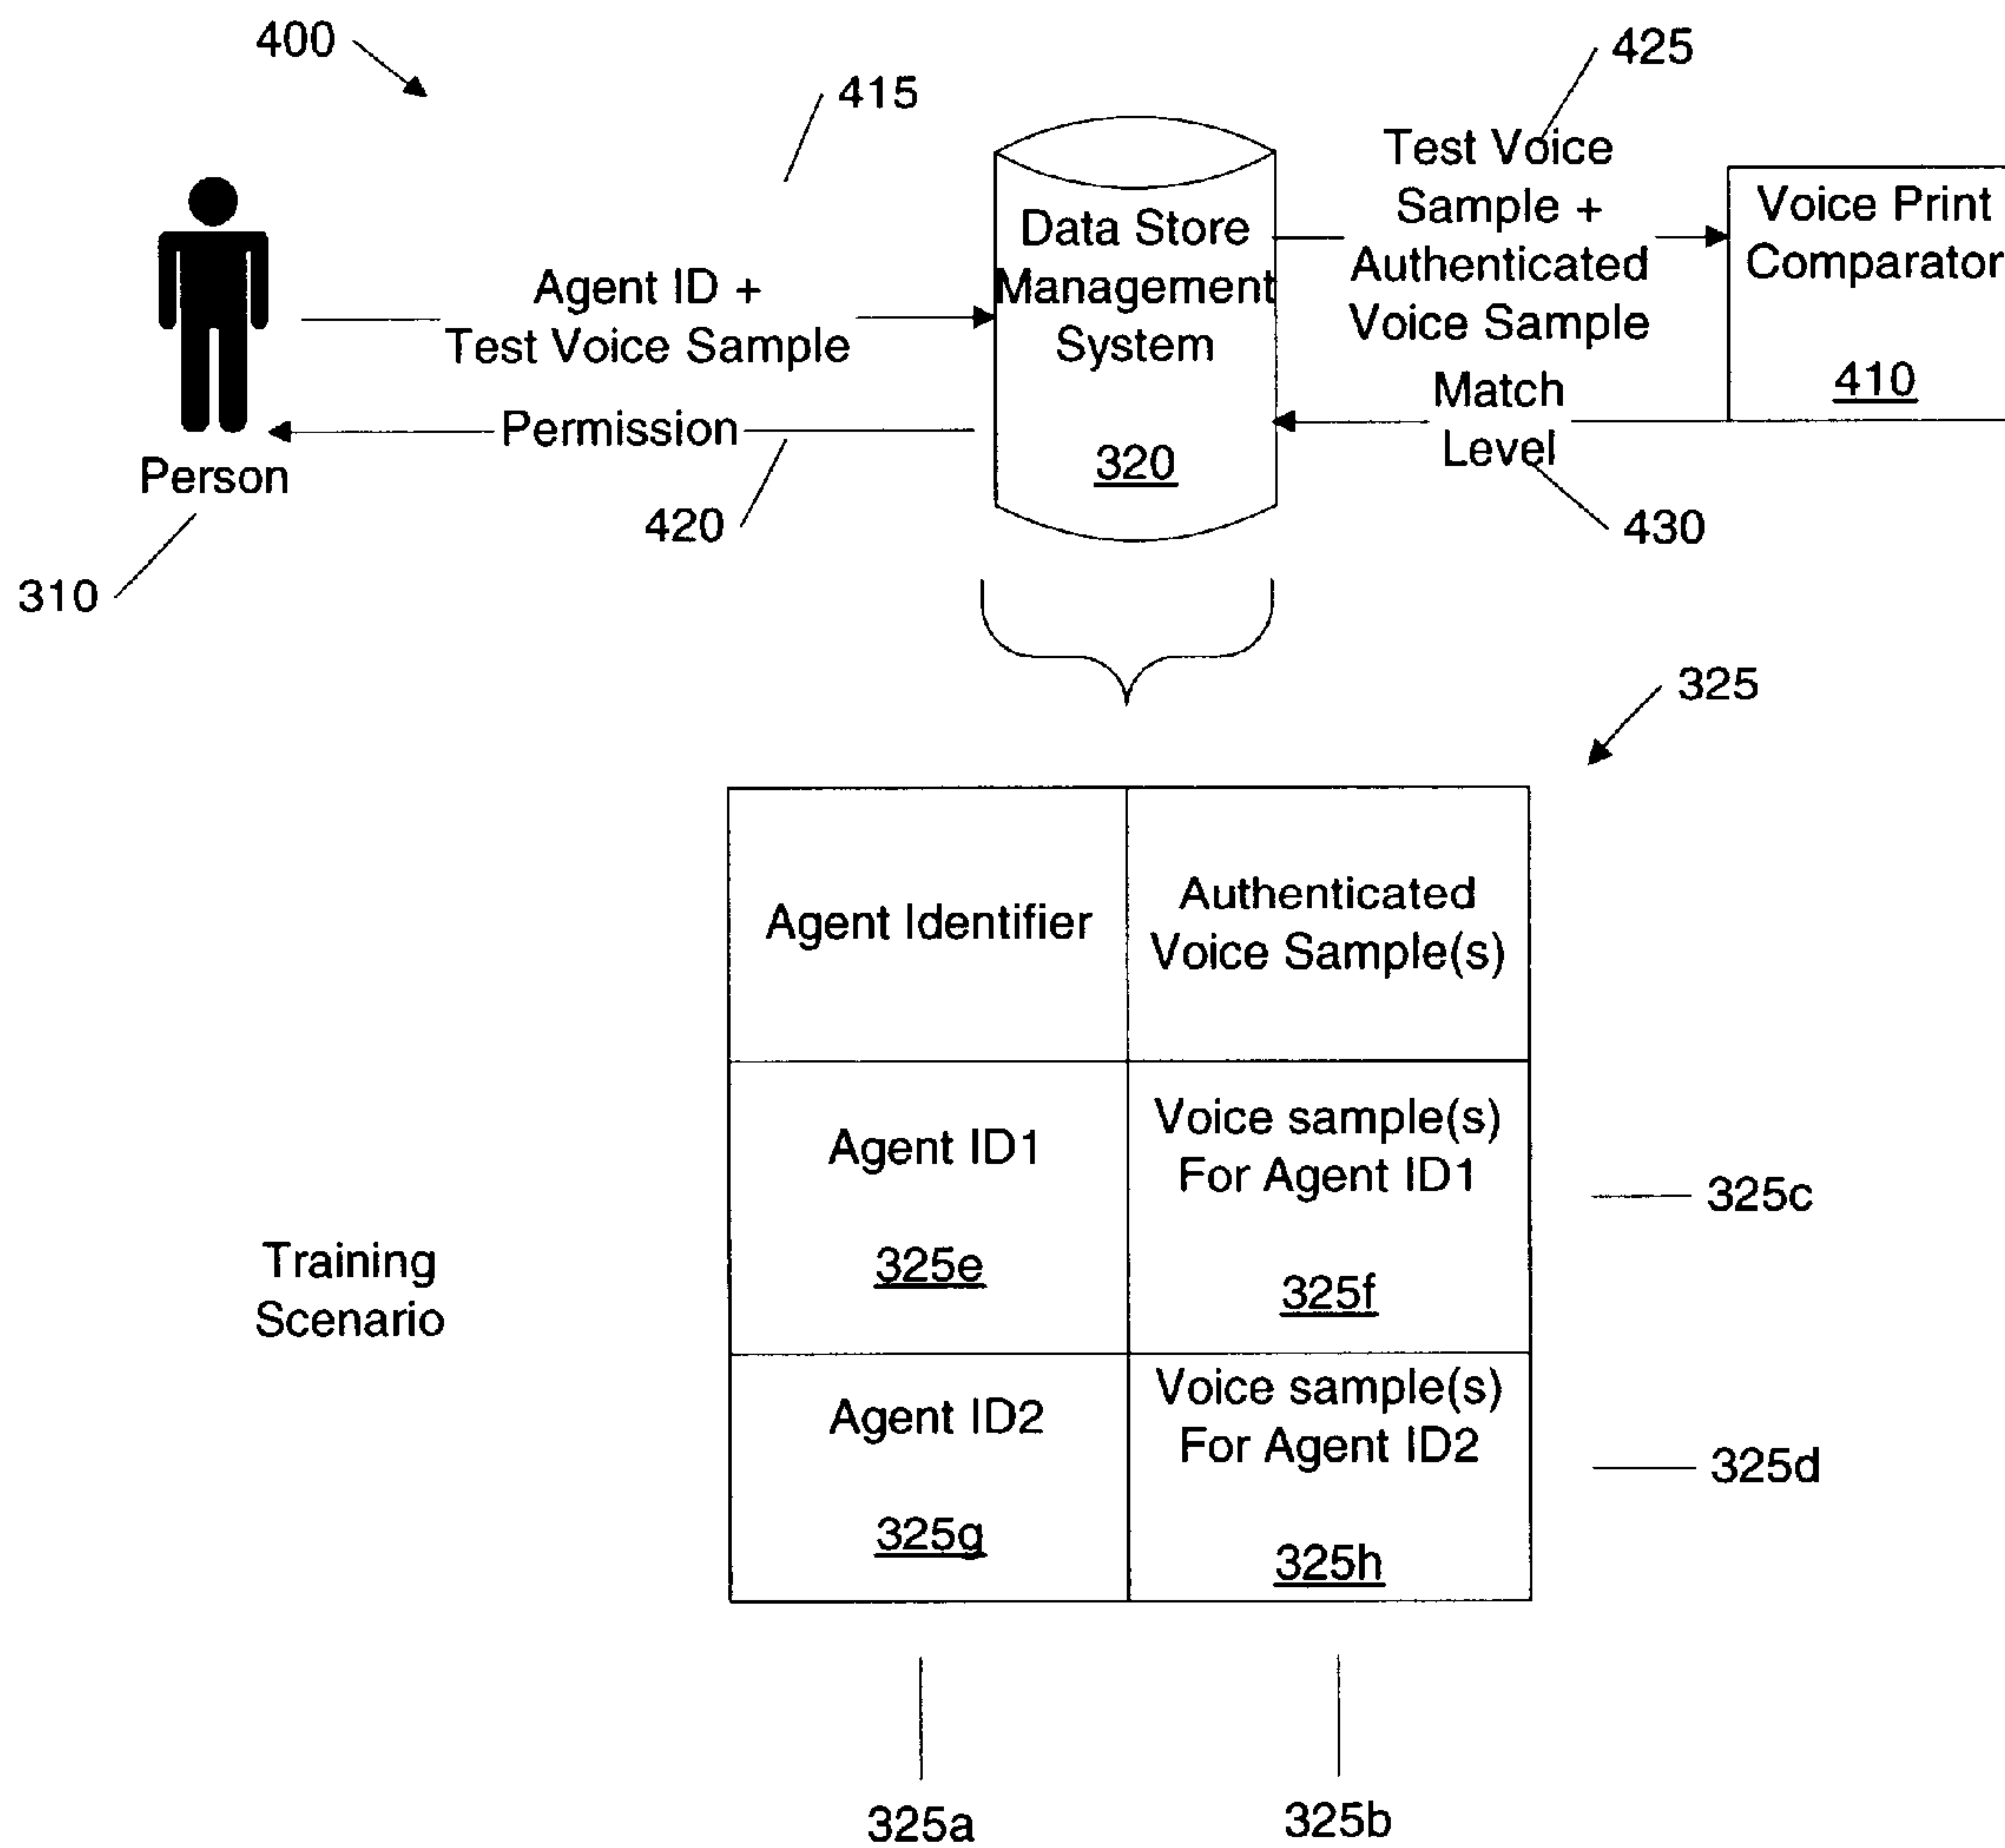 400
415
425
Test Voice
Sample +
Authenticated
Voice Sample
Voice Print
Comparator
410
Data Store
Management
System
320
Agent ID +
Test Voice Sample
Permission
Match
Level
Person
310
420
430
325
Agent Identifier
Authenticated
Voice Sample(s)
Agent ID1
325e
Voice sample(s)
For Agent ID1
325f
325c
Training
Scenario
Agent ID2
325g
Voice sample(s)
For Agent ID2
325h
325d
325a
325b